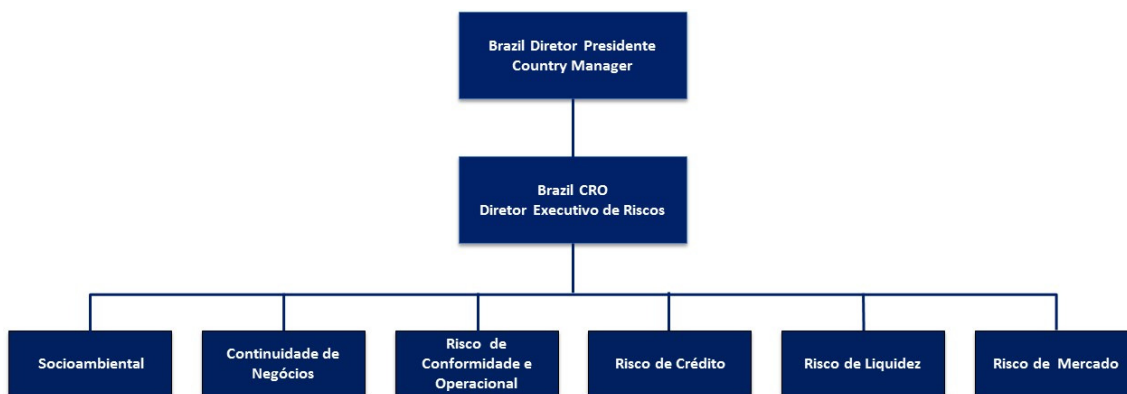 Brazil Diretor Presidente
Country Manager
Brazil CRO
Diretor Executivo de Riscos
Socioambiental
Continuidade de
Negócios
Risco de
Conformidade e
Operacional
Risco de Crédito
Risco de Liquidez
Risco de Mercado